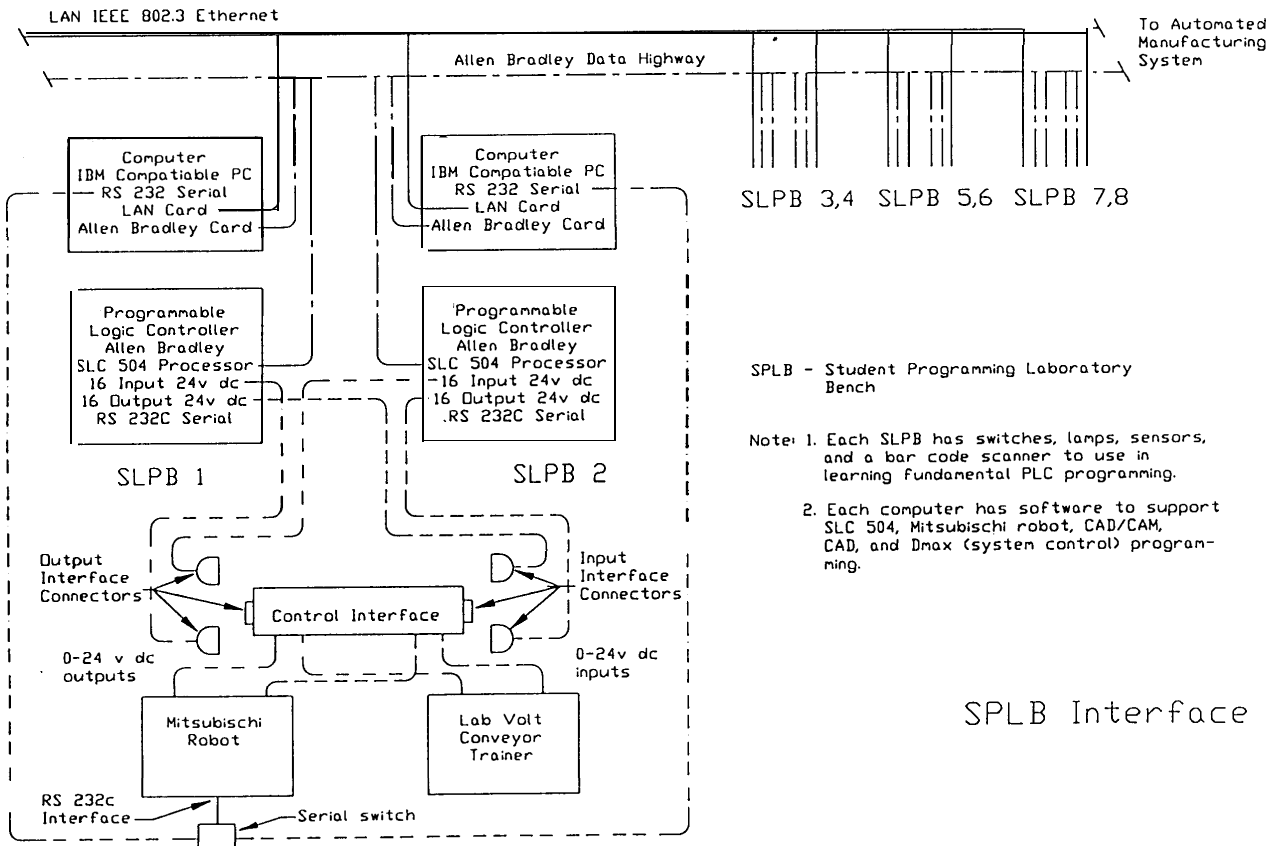 LAN IEEE 802.3 Ethernet
To Automated
Manufacturing
System
Allen Bradley Data Highway
Computer
IBM Compatiable PC
RS 232 Serial
LAN Card
Allen Bradley Card
Computer
IBM Compatiable PC
RS 232 Serial
LAN Card
Allen Bradley Card
SLPB 3,4
SLPB 5,6
SLPB 7,8
Programmable
Logic Controller
Allen Bradley
SLC 504 Processor
16 Input 24v dc
16 Output 24v dc
RS 232C Serial
Programmable
Logic Controller
Allen Bradley
SLC 504 Processor
16 Input 24v dc
16 Output 24v dc
RS 232C Serial
SLPB 1
SLPB 2
SPLB - Student Programming Laboratory
Bench
Note: 1. Each SLPB has switches, lamps, sensors,
and a bar code scanner to use in
learning fundamental PLC programming.
2. Each computer has software to support
SLC 504, Mitsubischi robot, CAD/CAM,
CAD, and Dmax (system control) program-
ming.
Output
Interface
Connectors
Input
Interface
Connectors
Control Interface
0-24 v dc
outputs
0-24v dc
inputs
Mitsubischi
Robot
Lab Volt
Conveyor
Trainer
SPLB Interface
RS 232c
Interface
Serial switch